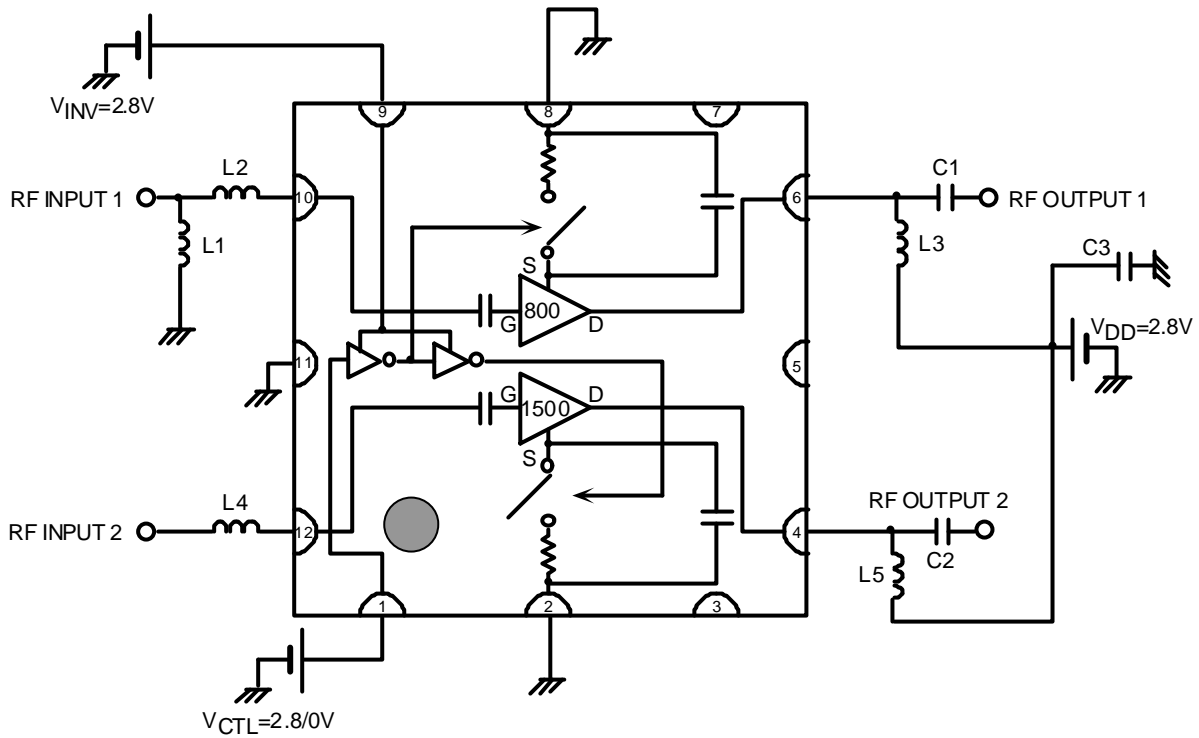 VINV=2.8V
9
8
7
L2
RF INPUT 1
10
6
C1
RF OUTPUT 1
L1
L3
C3
S
800
G
D
VDD=2.8V
11
5
G
1500
D
S
L4
RF OUTPUT 2
RF INPUT 2
12
4
C2
L5
1
2
3
VCTL=2.8/0V